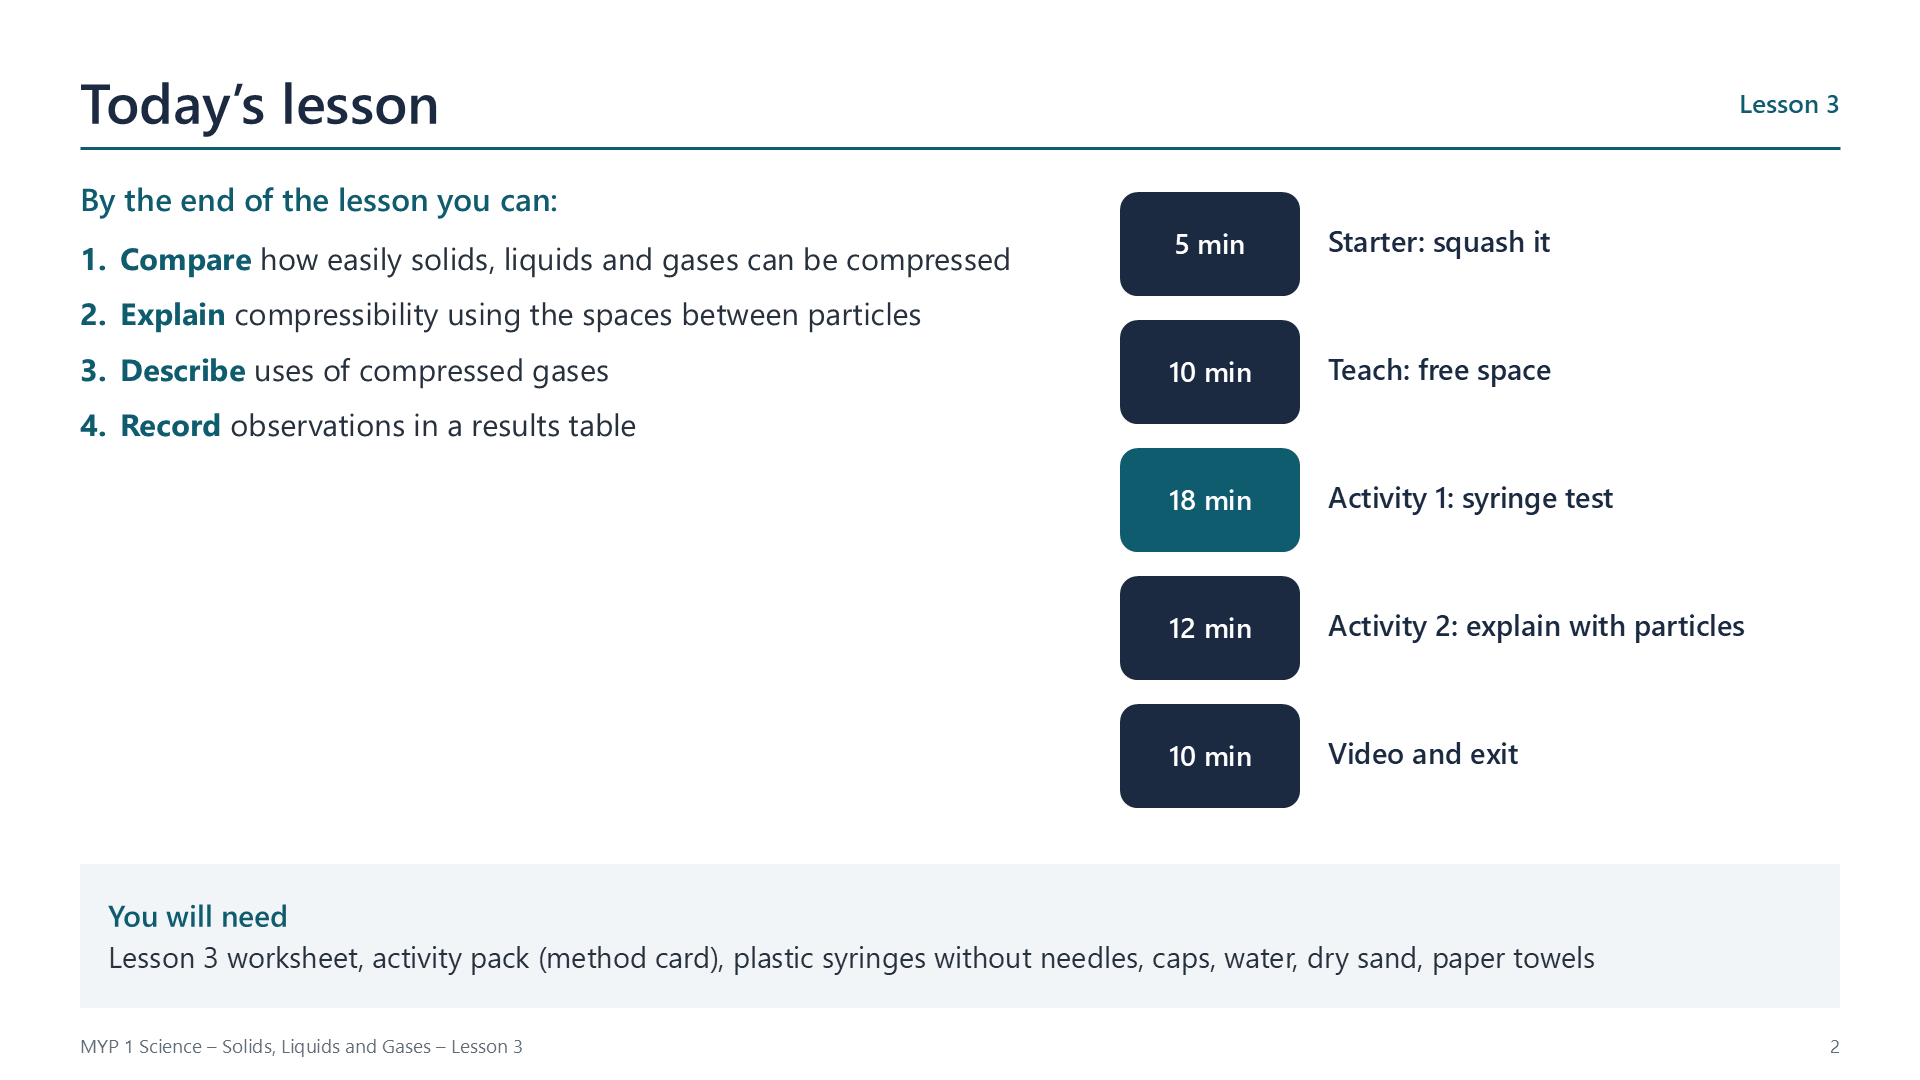 Today’s lesson
Lesson 3
By the end of the lesson you can:
1. Compare how easily solids, liquids and gases can be compressed
2. Explain compressibility using the spaces between particles
3. Describe uses of compressed gases
4. Record observations in a results table
5 min Starter: squash it
10 min Teach: free space
18 min Activity 1: syringe test
12 min Activity 2: explain with particles
10 min Video and exit
You will need
Lesson 3 worksheet, activity pack (method card), plastic syringes without needles, caps, water, dry sand, paper towels
MYP 1 Science – Solids, Liquids and Gases – Lesson 3
2